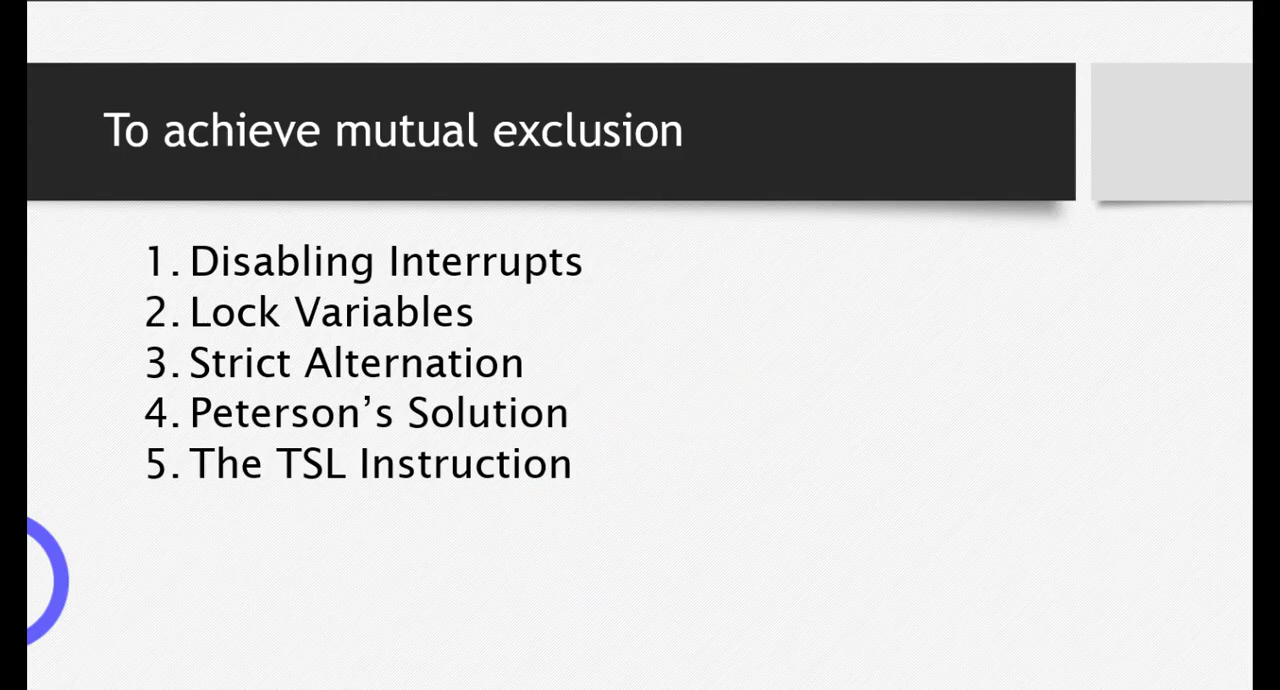 To achieve mutual exclusion
1. Disabling Interrupts
2. Lock Variables
3. Strict Alternation
4. Peterson’s Solution
5. The TSL Instruction